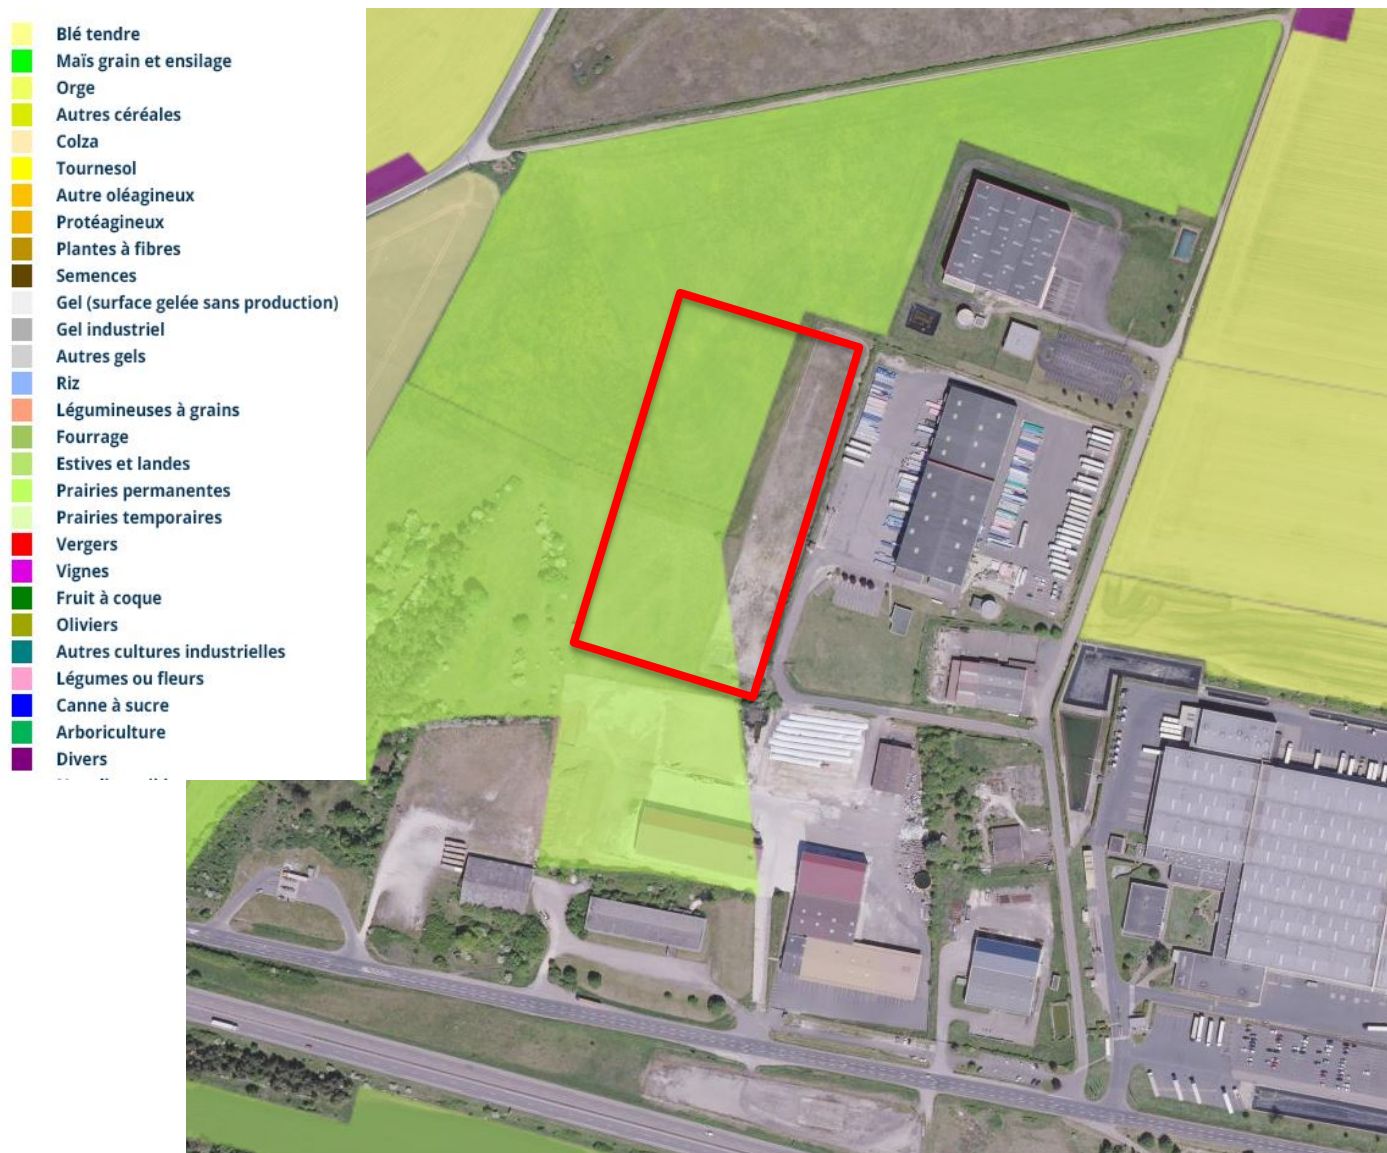 Blé tendre
Maïs grain et ensilage
Orge
Autres céréales
Colza
Tournesol
Autre oléagineux
Protéagineux
Plantes à fibres
Semences
Gel (surface gelée sans production)
Gel industriel
Autres gels
Riz
Légumineuses à grains
Fourrage
Estives et landes
Prairies permanentes
Prairies temporaires
Vergers
Vignes
Fruit à coque
Oliviers
Autres cultures industrielles
Légumes ou fleurs
Canne à sucre
Arboriculture
Divers